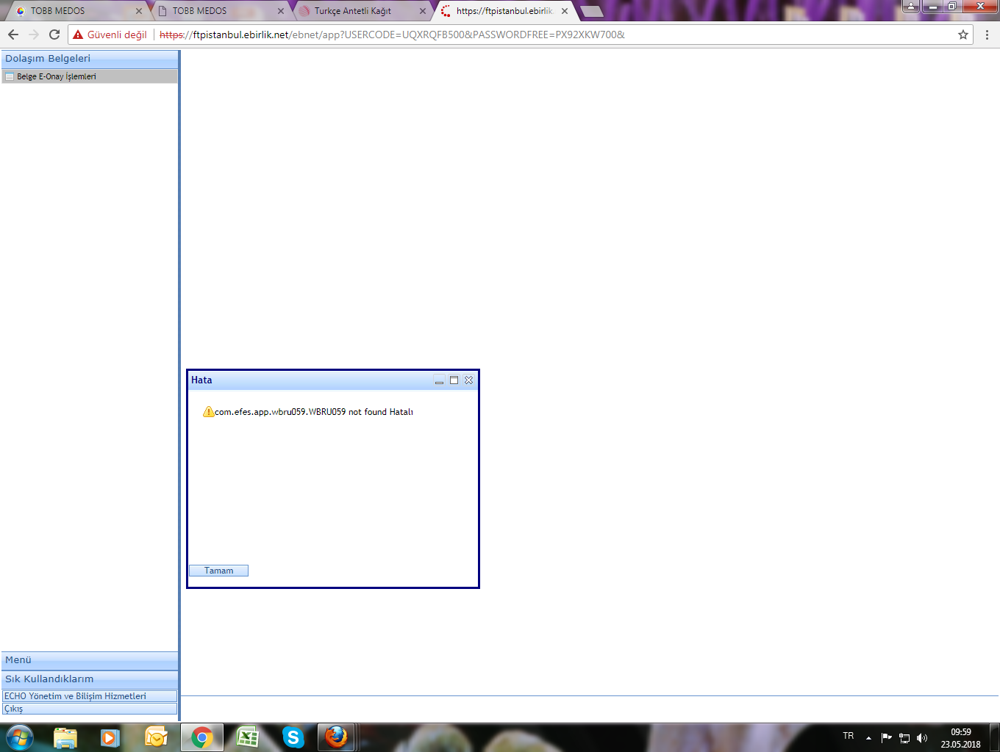 TOBB MEDOS
TOBB MEDOS
Turkçe Antetli Kağıt
https://ftpistanbul.ebirlik.
Güvenli değil
https://ftpistanbul.ebirlik.net/ebnet/app?USERCODE=UQXRQFB500&PASSWORDFREE=PX92XKW700&
Dolaşım Belgeleri
Belge E-Onay İşlemleri
Hata
com.efes.app.wbru059.WBRU059 not found Hatalı
Tamam
Menü
Sık Kullandıklarım
ECHO Yönetim ve Bilişim Hizmetleri
Çıkış
TR
09:59
23.05.2018